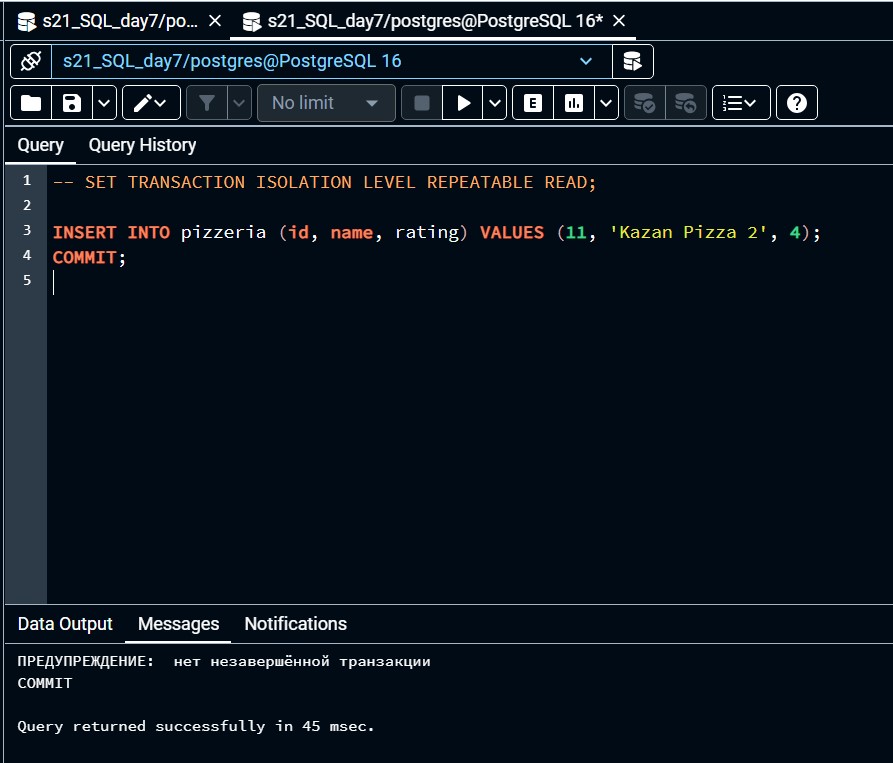 s21_SQL_day7/po... s21_SQL_day7/postgres@PostgreSQL 16*
s21_SQL_day7/postgres@PostgreSQL 16
No limit E
Query Query History
1 -- SET TRANSACTION ISOLATION LEVEL REPEATABLE READ;
2
3 INSERT INTO pizzeria (id, name, rating) VALUES (11, 'Kazan Pizza 2', 4);
4 COMMIT;
5
Data Output Messages Notifications
ПРЕДУПРЕЖДЕНИЕ: нет незавершённой транзакции
COMMIT
Query returned successfully in 45 msec.